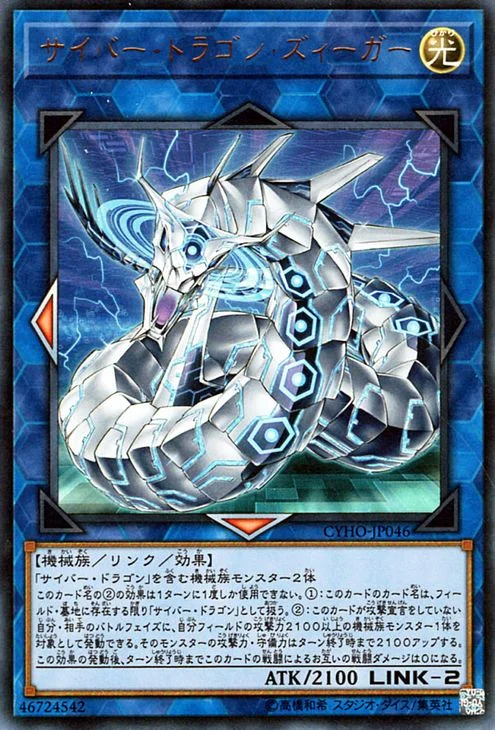 サイバー・ドラゴン・ズィーガー
光
CYHO-JP046
【機械族/リンク/効果】
「サイバー・ドラゴン」を含む機械族モンスター2体
このカード名の②の効果は1ターンに1度しか使用できない。①:このカードのカード名は、フィー
ルド・墓地に存在する限り「サイバー・ドラゴン」として扱う。②:このカードが攻撃宣言をしていない
自分・相手のバトルフェイズに、自分フィールドの攻撃力2100以上の機械族モンスター1体を
対象として発動できる。そのモンスターの攻撃力・守備力はターン終了時まで2100アップする。
この効果の発動後、ターン終了時までこのカードの戦闘によるお互いの戦闘ダメージは0になる。
ATK/2100 LINK-2
46724542 ©高橋和希 スタジオ・ダイス/集英社